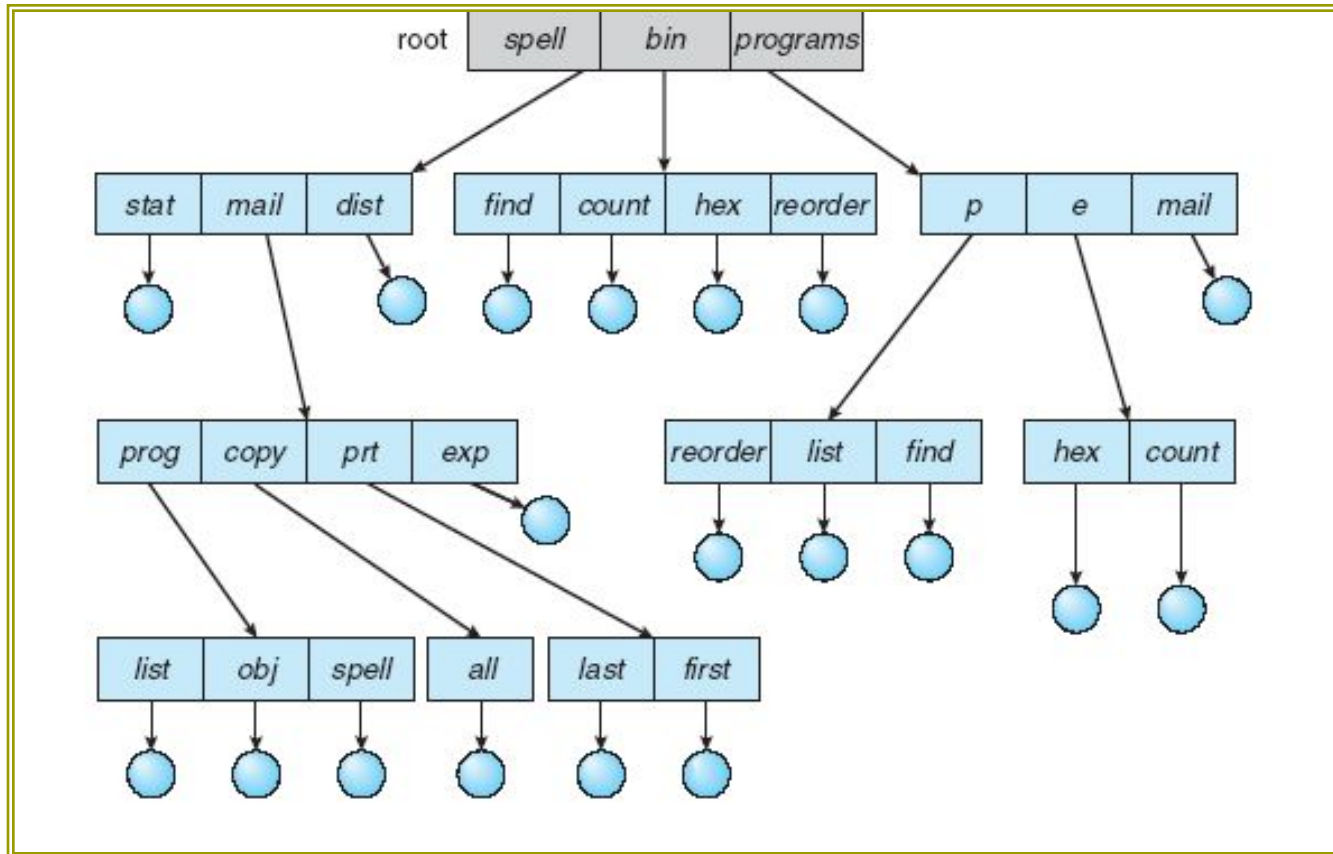 root spell bin programs
stat mail dist find count hex reorder p e mail
prog copy prt exp reorder list find hex count
list obj spell all last first